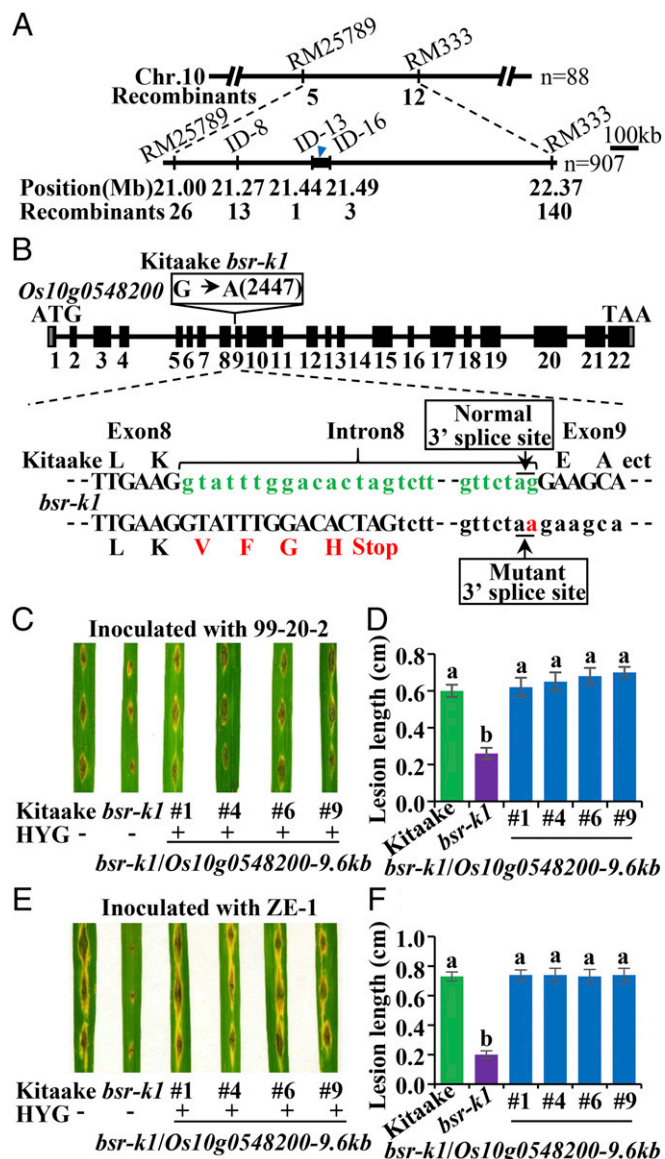 A
Chr.10 RM25789 RM333 n=88
Recombinants 5 12
RM25789 ID-8 ID-13 ID-16 RM333 100kb
n=907
Position(Mb) 21.00 21.27 21.44 21.49 22.37
Recombinants 26 13 1 3 140
B
Kitaake bsr-k1
Os10g0548200 G → A(2447)
ATG TAA
1 2 3 4 5 6 7 8 9 10 11 12 13 14 15 16 17 18 19 20 21 22
Normal
3' splice site
Exon8 Intron8 Exon9
Kitaake L K E A ect
--TTGAAGgtatttggacactagtctt--gttctagGAAGCA--
bsr-k1
--TTGAAGGTATTTGGACACTAGtctt--gttctaagaagca--
L K V F G H Stop
Mutant
3' splice site
C
Inoculated with 99-20-2
Kitaake bsr-k1 #1 #4 #6 #9
HYG - - + + + +
bsr-k1/Os10g0548200-9.6kb
D
Lesion length (cm)
0.8
0.6
0.4
0.2
0.0
a b a a a a
Kitaake bsr-k1 #1 #4 #6 #9
bsr-k1/Os10g0548200-9.6kb
E
Inoculated with ZE-1
Kitaake bsr-k1 #1 #4 #6 #9
HYG - - + + + +
bsr-k1/Os10g0548200-9.6kb
F
Lesion length (cm)
1.0
0.8
0.6
0.4
0.2
0.0
a b a a a a
Kitaake bsr-k1 #1 #4 #6 #9
bsr-k1/Os10g0548200-9.6kb